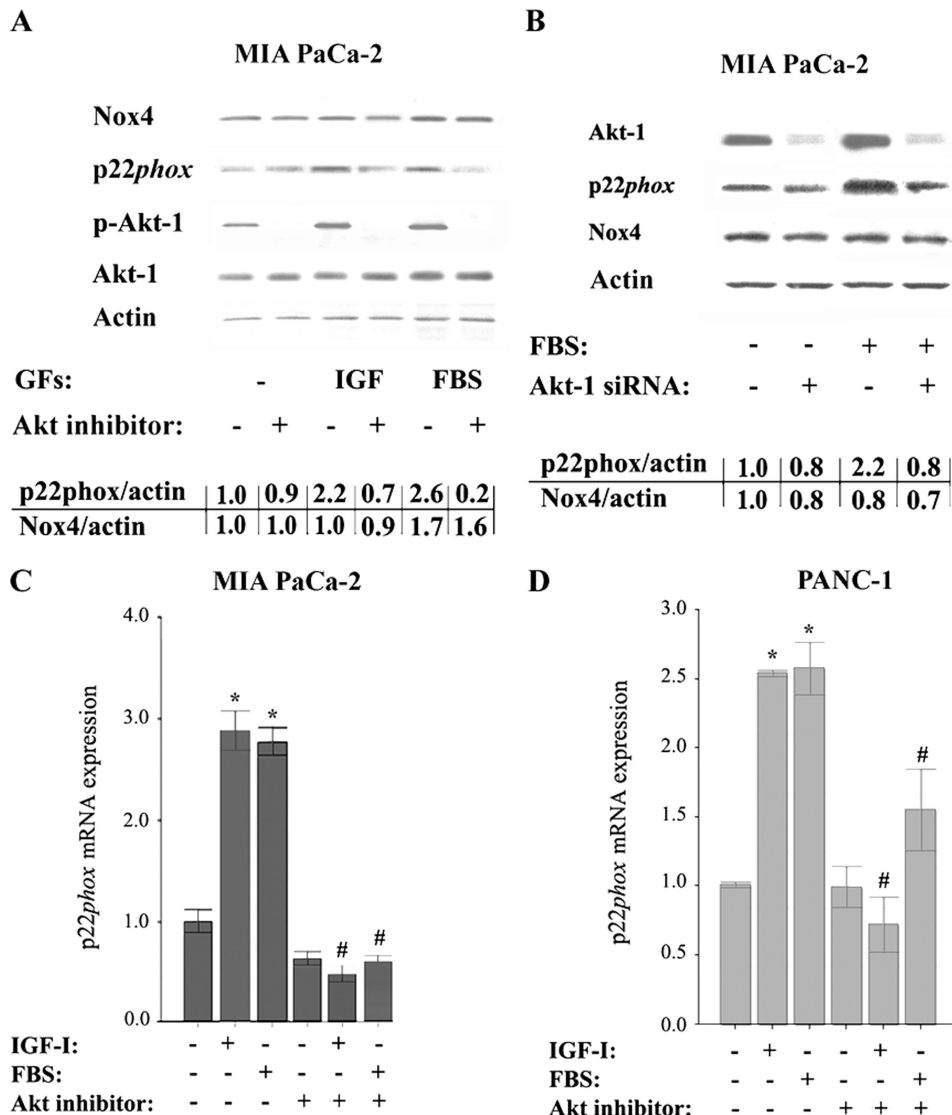 A
MIA PaCa-2
Nox4
p22phox
p-Akt-1
Akt-1
Actin
GFs: - IGF FBS
Akt inhibitor: - + - + - +
p22phox/actin 1.0 0.9 2.2 0.7 2.6 0.2
Nox4/actin 1.0 1.0 1.0 0.9 1.7 1.6
B
MIA PaCa-2
Akt-1
p22phox
Nox4
Actin
FBS: - - + +
Akt-1 siRNA: - + - +
p22phox/actin 1.0 0.8 2.2 0.8
Nox4/actin 1.0 0.8 0.8 0.7
C
MIA PaCa-2
p22phox mRNA expression
4.0
3.0
2.0
1.0
0.0
* *
# #
IGF-I: - + - - + -
FBS: - - + - - +
Akt inhibitor: - - - + + +
D
PANC-1
p22phox mRNA expression
3.0
2.5
2.0
1.5
1.0
0.5
0.0
* *
# #
IGF-I: - + - - + -
FBS: - - + - - +
Akt inhibitor: - - - + + +